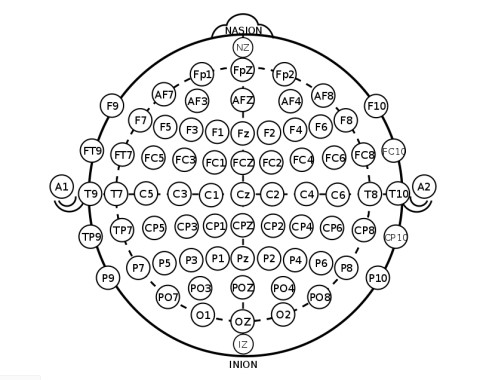 NASION
NZ
Fp1 FpZ Fp2
AF7 AF3 AFZ AF4 AF8
F9 F7 F5 F3 F1 Fz F2 F4 F6 F8 F10
FT9 FT7 FC5 FC3 FC1 FCZ FC2 FC4 FC6 FC8 FC10
A1 T9 T7 C5 C3 C1 Cz C2 C4 C6 T8 T10 A2
TP9 TP7 CP5 CP3 CP1 CPZ CP2 CP4 CP6 CP8 CP10
P9 P7 P5 P3 P1 Pz P2 P4 P6 P8 P10
PO7 PO3 POZ PO4 PO8
O1 OZ O2
IZ
INION